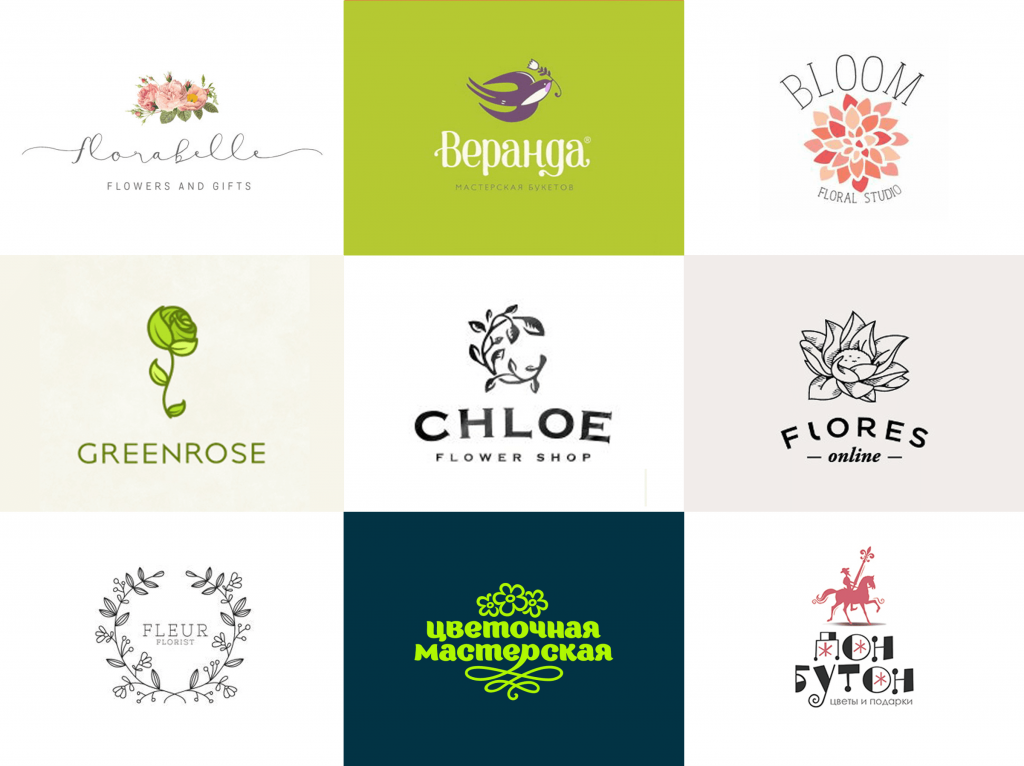 florabelle
FLOWERS AND GIFTS
Веранда®
МАСТЕРСКАЯ БУКЕТОВ
BLOOM
FLORAL STUDIO
GREENROSE
CHLOE
FLOWER SHOP
FLORES
— online —
FLEUR
FLORIST
цветочная
мастерская
ДОН
БУТОН
цветы и подарки